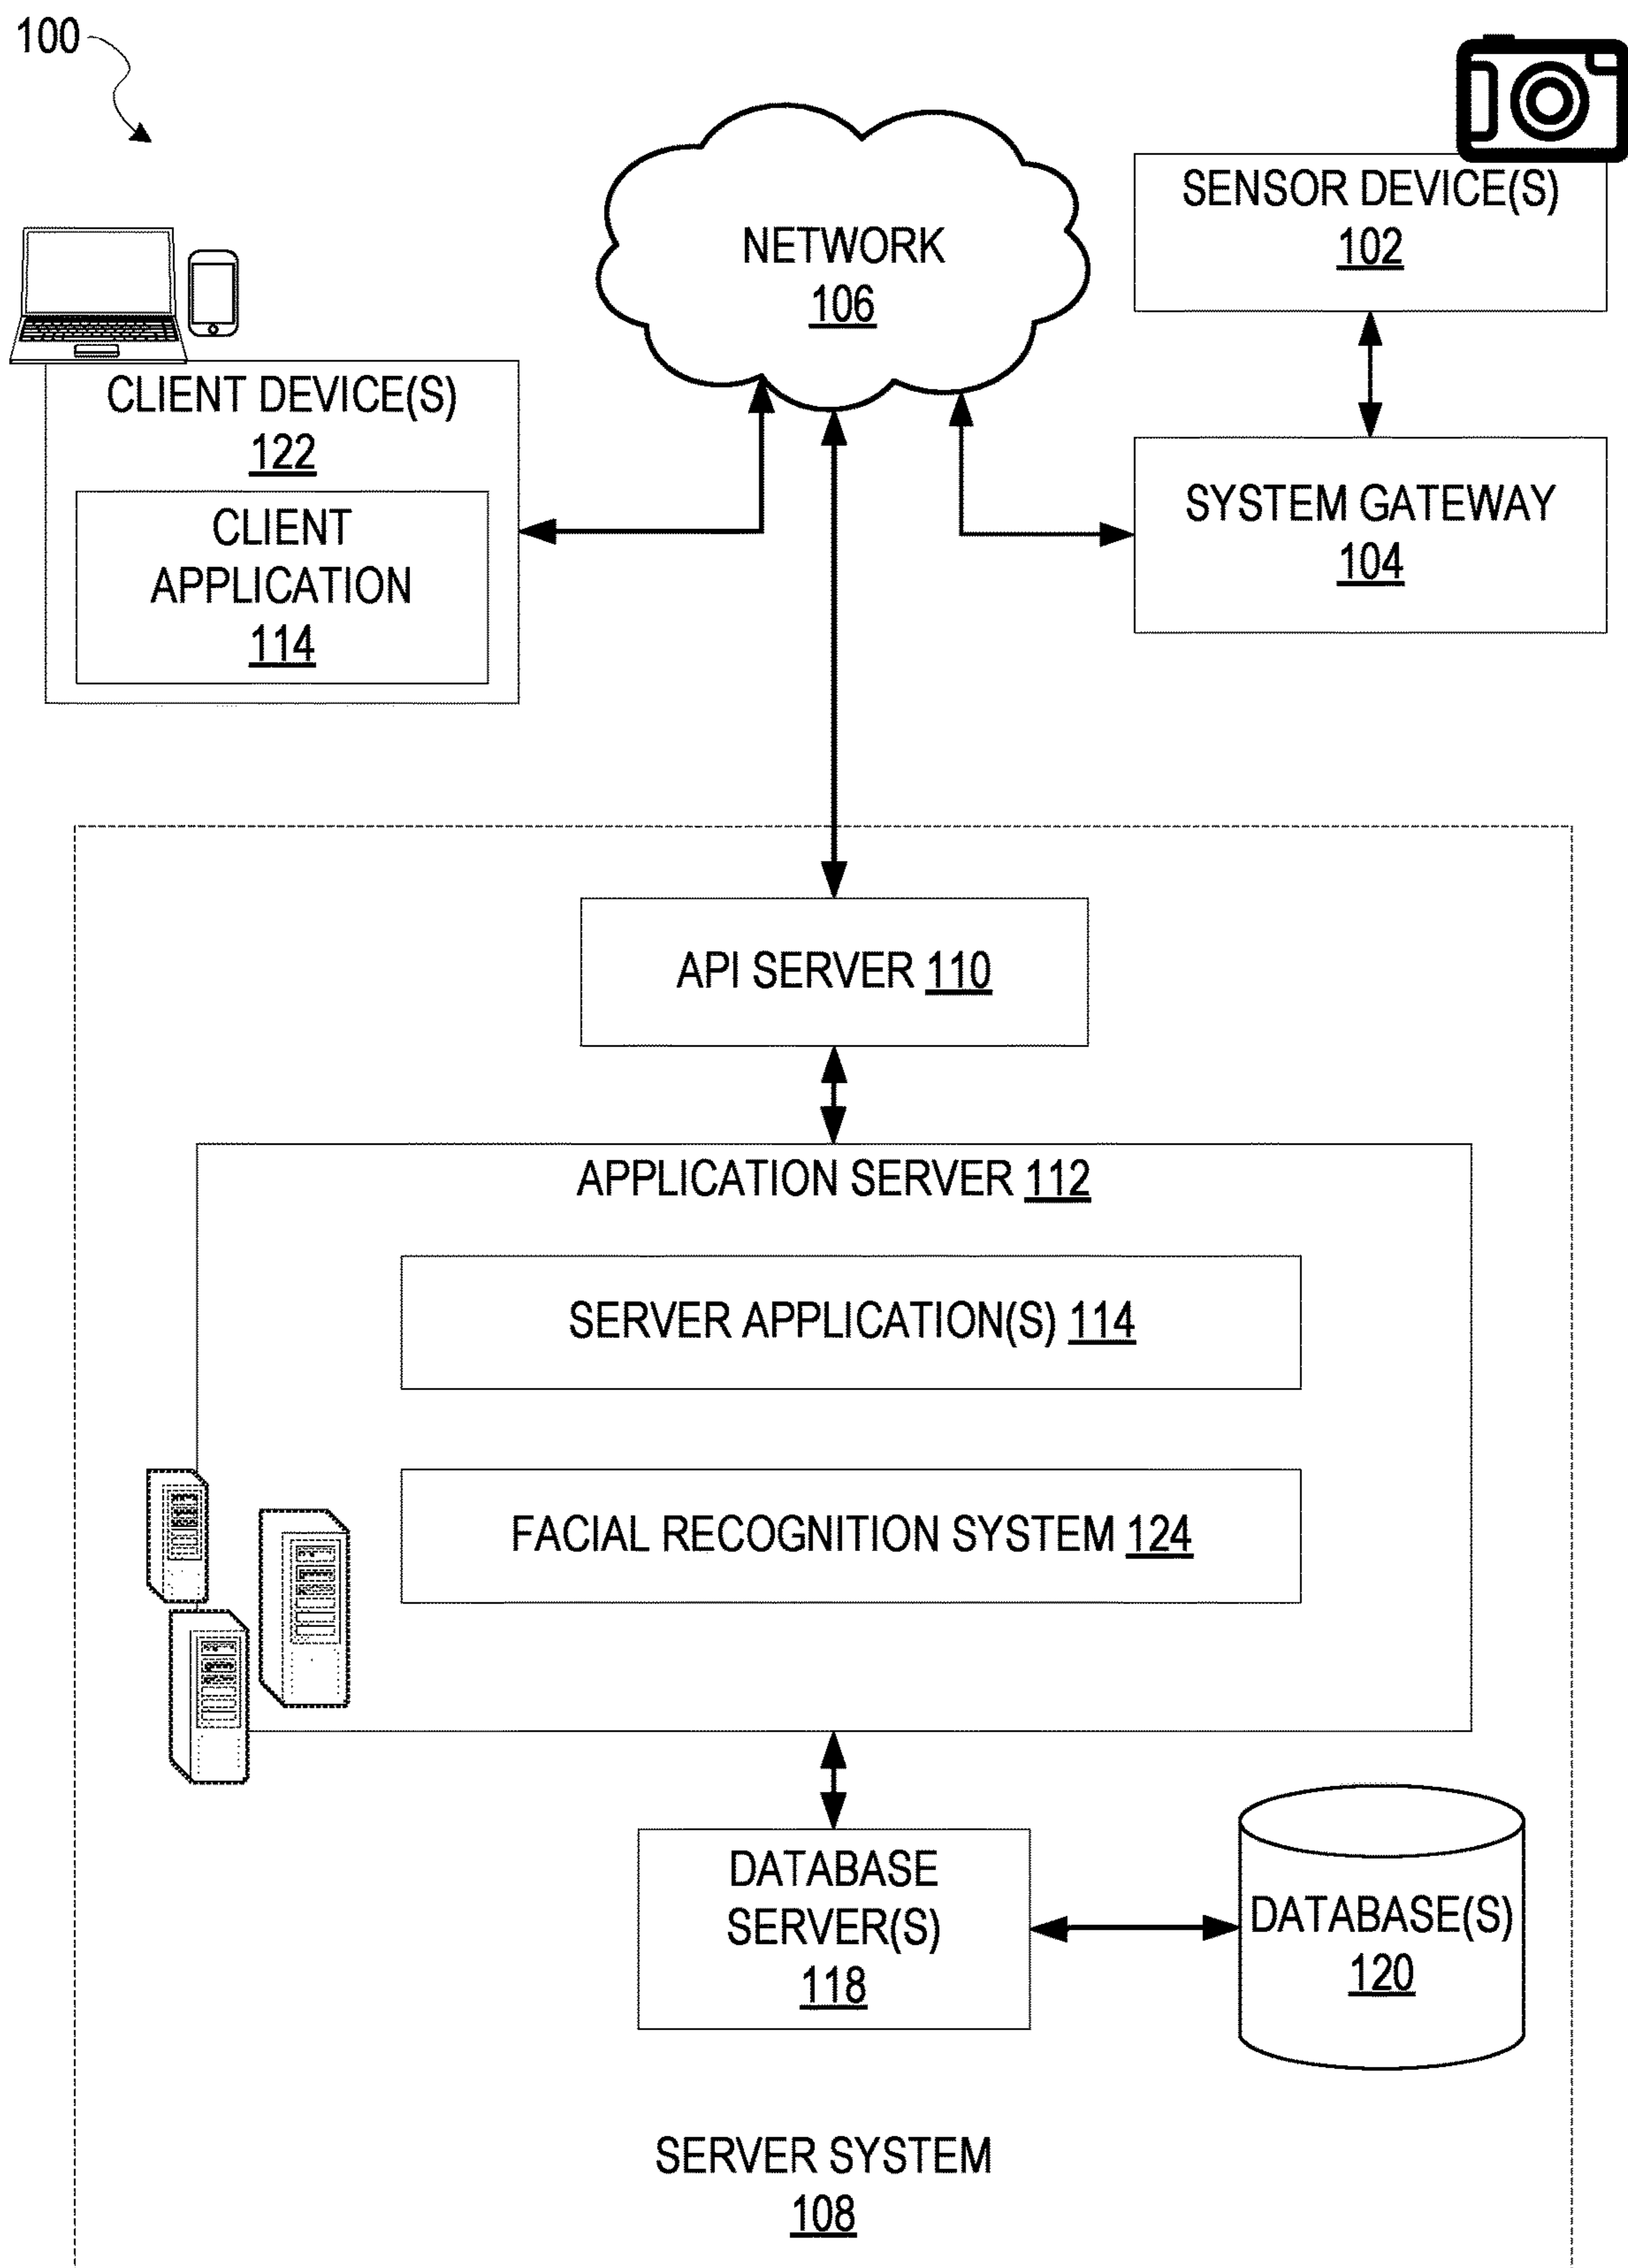 100
NETWORK
106
SENSOR DEVICE(S)
102
CLIENT DEVICE(S)
122
CLIENT
APPLICATION
114
SYSTEM GATEWAY
104
API SERVER 110
APPLICATION SERVER 112
SERVER APPLICATION(S) 114
FACIAL RECOGNITION SYSTEM 124
DATABASE
SERVER(S)
118
DATABASE(S)
120
SERVER SYSTEM
108